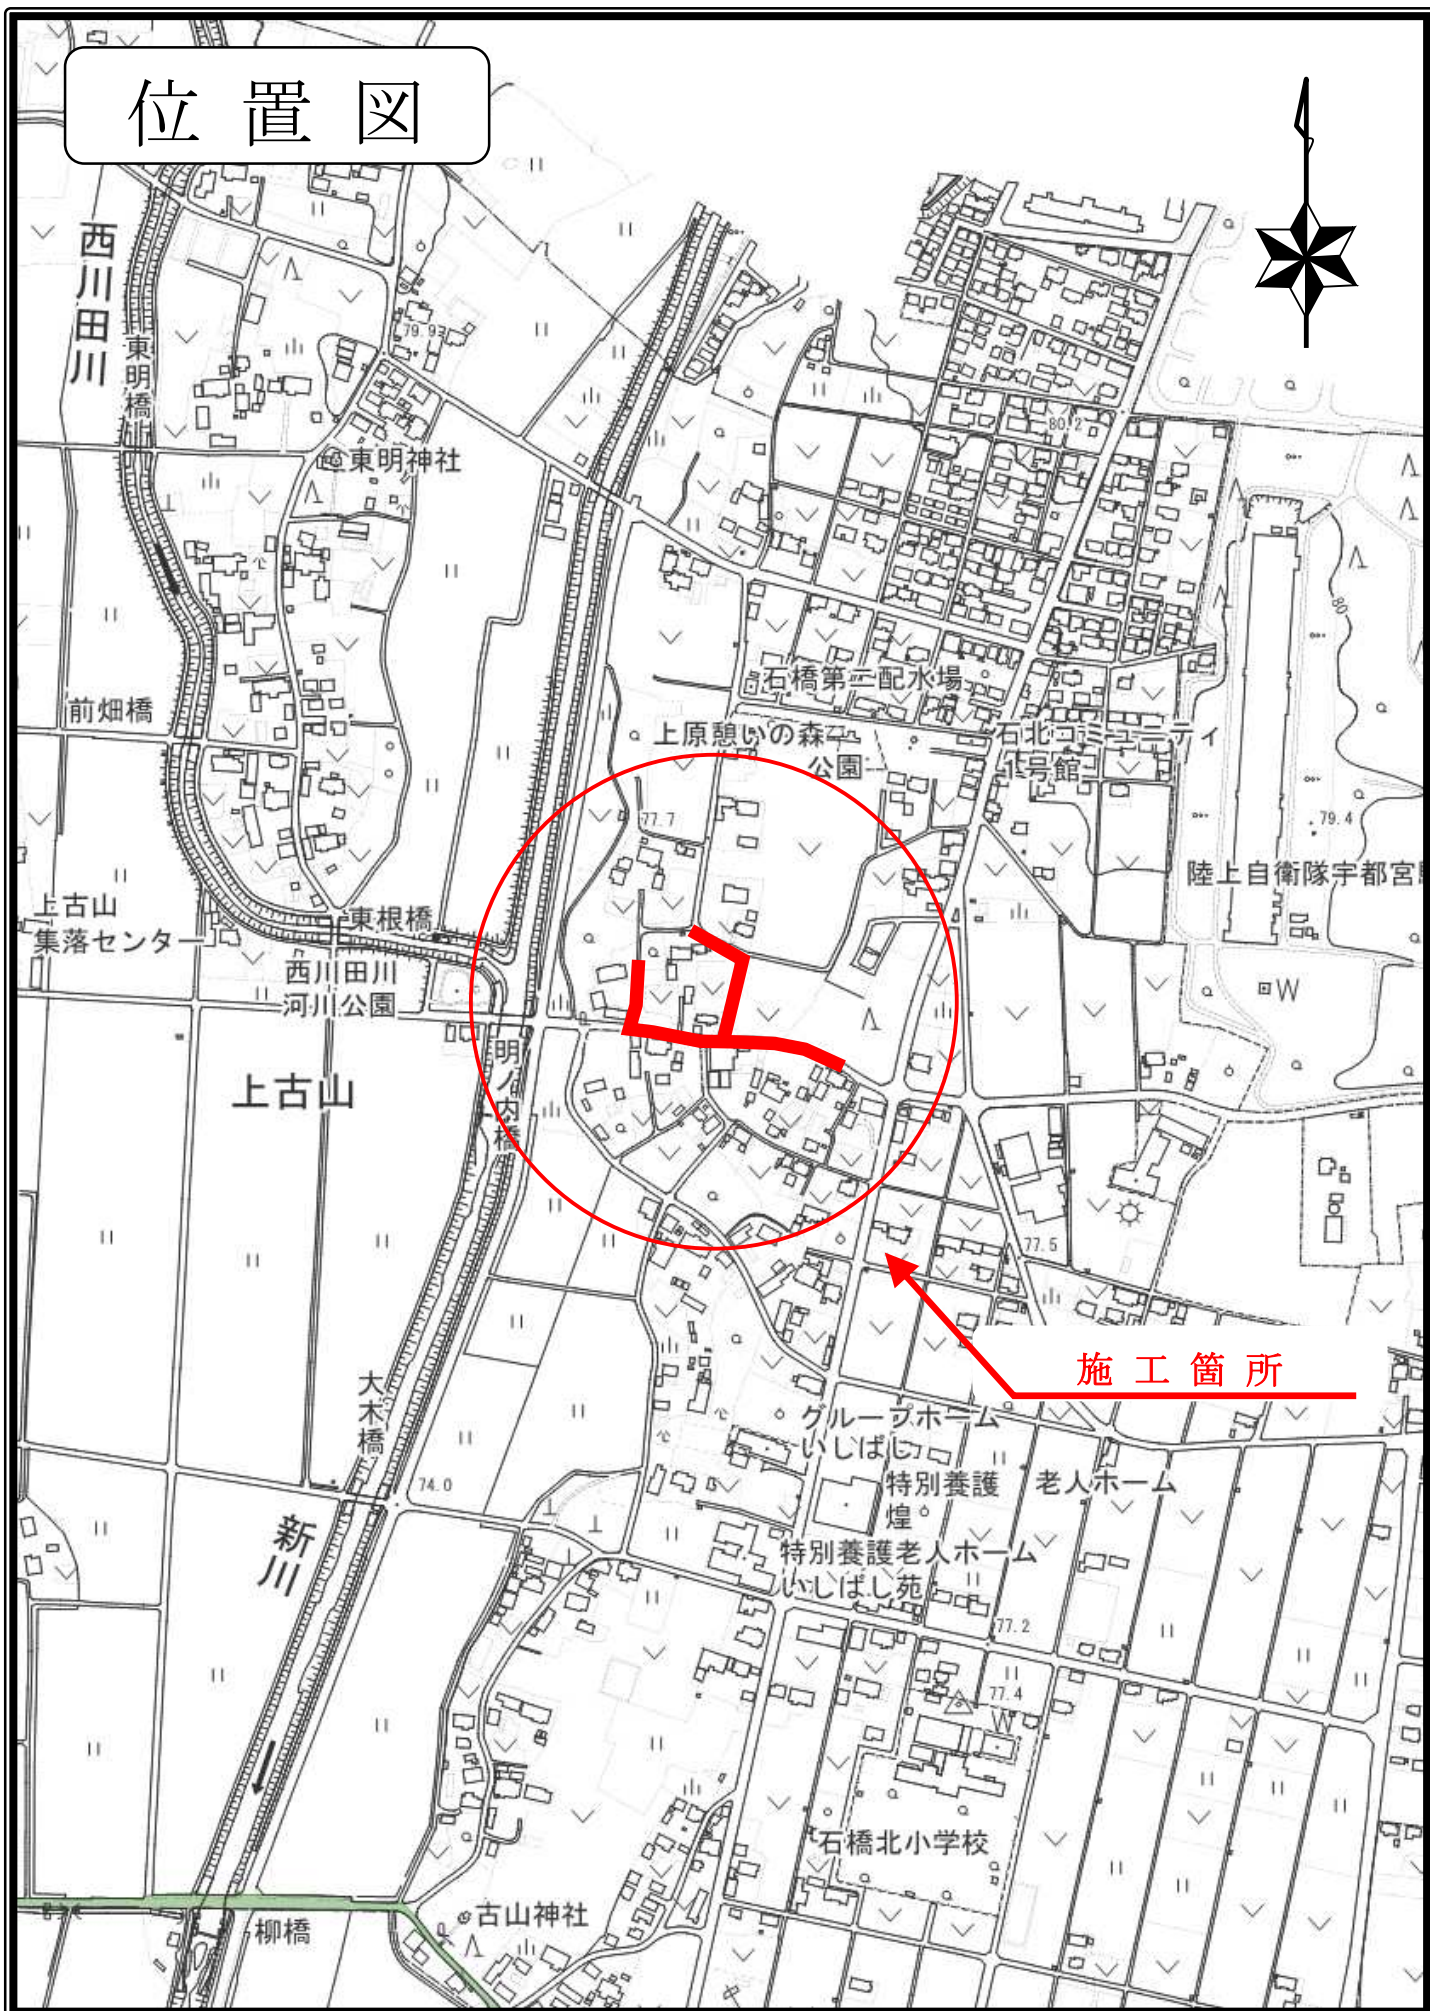 位置図
西川田川
東明橋
79.93
東明神社
80.2
前畑橋
石橋第二配水場
上原憩いの森
公園
石北コミュニティ
1号館
80
77.7
79.4
陸上自衛隊宇都宮
上古山
集落センター
東根橋
西川田川
河川公園
W
明ノ内橋
上古山
77.5
施工箇所
大木橋
グループホーム
いしばし
74.0
特別養護
老人ホーム
煌
新川
特別養護老人ホーム
いしばし苑
77.2
77.4
W
石橋北小学校
古山神社
柳橋